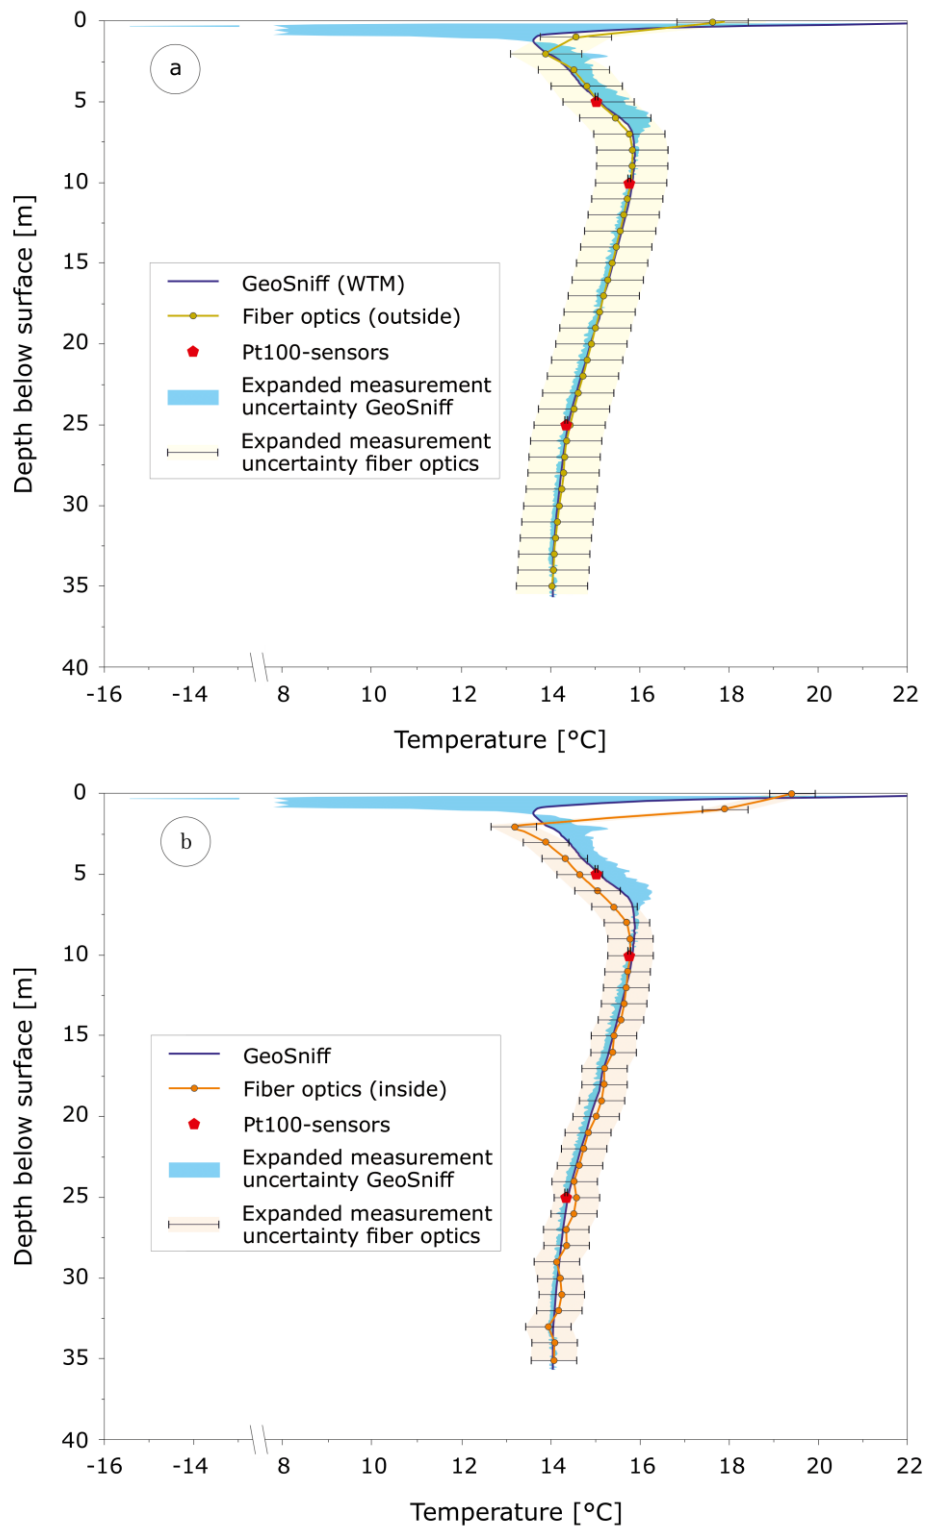 a
0
5
10
15
20
25
30
35
40
Depth below surface [m]
GeoSniff (WTM)
Fiber optics (outside)
Pt100-sensors
Expanded measurement
uncertainty GeoSniff
Expanded measurement
uncertainty fiber optics
-16 -14 8 10 12 14 16 18 20 22
Temperature [°C]
b
0
5
10
15
20
25
30
35
40
Depth below surface [m]
GeoSniff
Fiber optics (inside)
Pt100-sensors
Expanded measurement
uncertainty GeoSniff
Expanded measurement
uncertainty fiber optics
-16 -14 8 10 12 14 16 18 20 22
Temperature [°C]